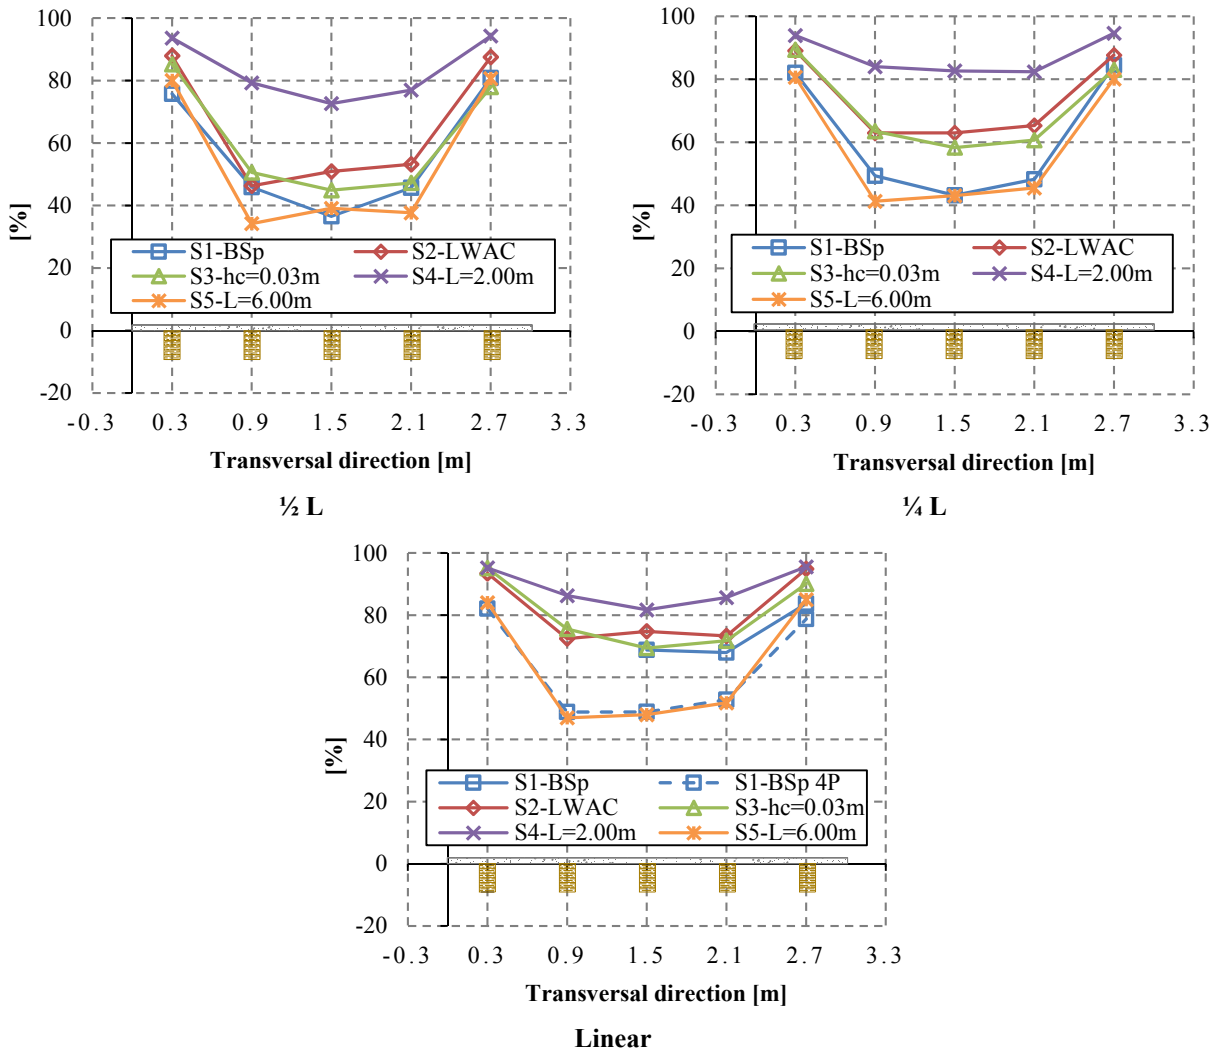 100
80
60
40
20
0
-20
[%]
S1-BSp
S2-LWAC
S3-hc=0.03m
S4-L=2.00m
S5-L=6.00m
-0.3 0.3 0.9 1.5 2.1 2.7 3.3
Transversal direction [m]
½ L
100
80
60
40
20
0
-20
[%]
S1-BSp
S2-LWAC
S3-hc=0.03m
S4-L=2.00m
S5-L=6.00m
-0.3 0.3 0.9 1.5 2.1 2.7 3.3
Transversal direction [m]
¼ L
100
80
60
40
20
0
-20
[%]
S1-BSp
S1-BSp 4P
S2-LWAC
S3-hc=0.03m
S4-L=2.00m
S5-L=6.00m
-0.3 0.3 0.9 1.5 2.1 2.7 3.3
Transversal direction [m]
Linear